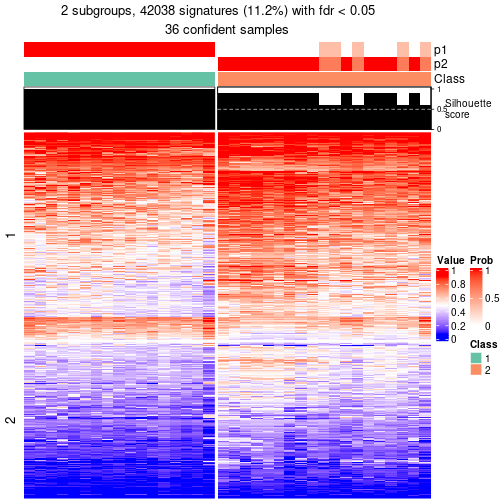 2 subgroups, 42038 signatures (11.2%) with fdr < 0.05
36 confident samples
p1
p2
Class
1
0.5
0
Silhouette
score
1
2
Value
1
0.8
0.6
0.4
0.2
0
Prob
1
0.5
0
Class
1
2